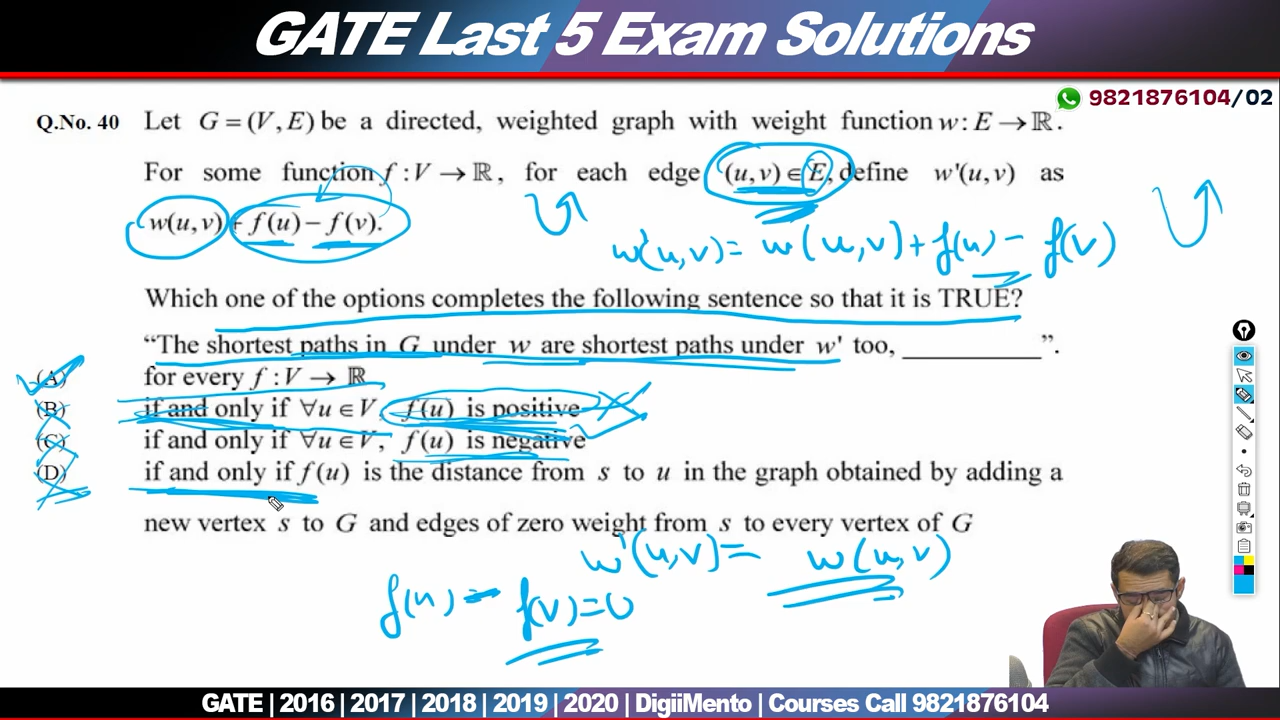 GATE Last 5 Exam Solutions
9821876104/02
Q.No. 40 Let G = (V, E) be a directed, weighted graph with weight function w: E → ℝ.
For some function f : V → ℝ, for each edge (u, v) ∈ E, define w'(u, v) as
w(u, v) + f(u) − f(v).
w'(u,v) = w(u,v) + f(u) − f(v)
Which one of the options completes the following sentence so that it is TRUE?
“The shortest paths in G under w are shortest paths under w' too, __________”.
(A) for every f : V → ℝ
(B) if and only if ∀u ∈ V, f(u) is positive
(C) if and only if ∀u ∈ V, f(u) is negative
(D) if and only if f(u) is the distance from s to u in the graph obtained by adding a
new vertex s to G and edges of zero weight from s to every vertex of G
w'(u,v) = w(u,v)
f(u) − f(v) = 0
GATE | 2016 | 2017 | 2018 | 2019 | 2020 | DigiiMento | Courses Call 9821876104